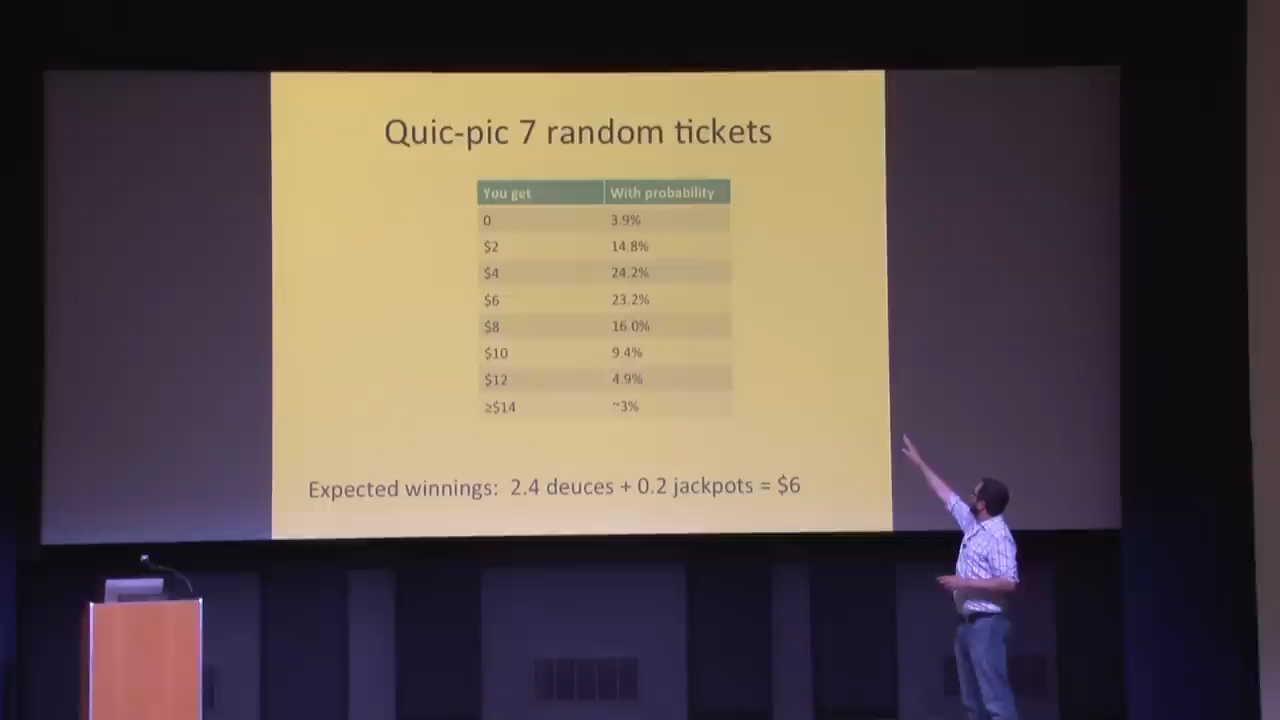 Quic-pic 7 random tickets
You get With probability
0 3.9%
$2 14.8%
$4 24.2%
$6 23.2%
$8 16.0%
$10 9.4%
$12 4.9%
≥$14 ~3%
Expected winnings: 2.4 deuces + 0.2 jackpots = $6